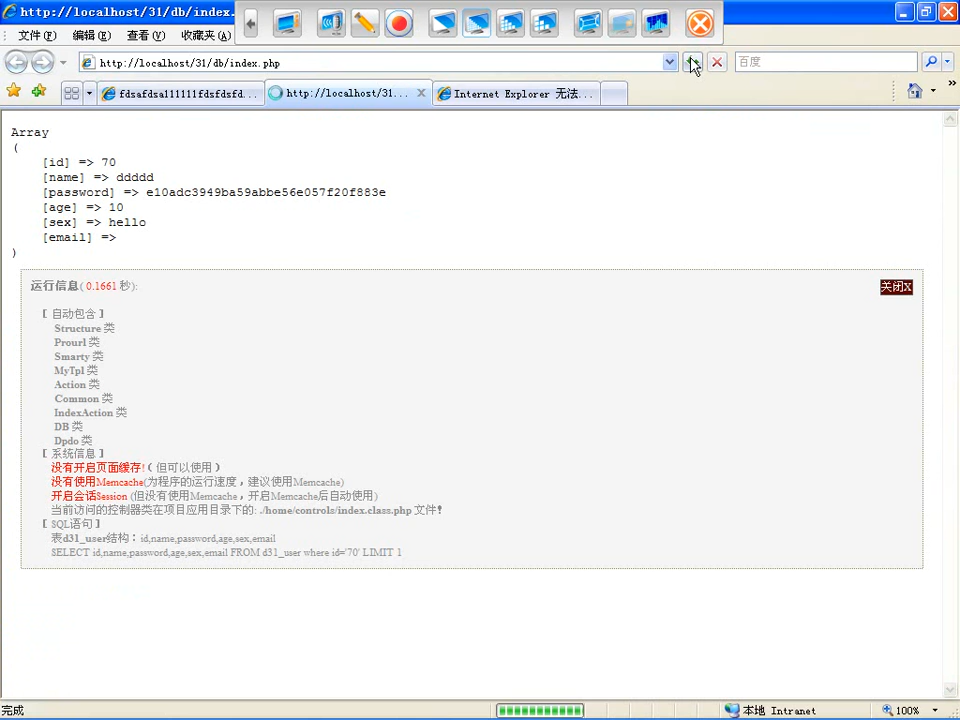 http://localhost/31/db/index.
文件(F) 编辑(E) 查看(V) 收藏夹(A)
http://localhost/31/db/index.php 百度
fdsafdsa111111fdsfdsfd... http://localhost/31... Internet Explorer 无法...
Array
(
[id] => 70
[name] => ddddd
[password] => e10adc3949ba59abbe56e057f20f883e
[age] => 10
[sex] => hello
[email] =>
)
运行信息( 0.1661 秒): 关闭X
[ 自动包含 ]
Structure 类
Prourl 类
Smarty 类
MyTpl 类
Action 类
Common 类
IndexAction 类
DB 类
Dpdo 类
[ 系统信息 ]
没有开启页面缓存! ( 但可以使用 )
没有使用Memcache(为程序的运行速度，建议使用Memcache)
开启会话Session (但没有使用Memcache，开启Memcache后自动使用)
当前访问的控制器类在项目应用目录下的: ./home/controls/index.class.php 文件！
[ SQL语句 ]
表d31_user结构：id,name,password,age,sex,email
SELECT id,name,password,age,sex,email FROM d31_user where id='70' LIMIT 1
完成 本地 Intranet 100%